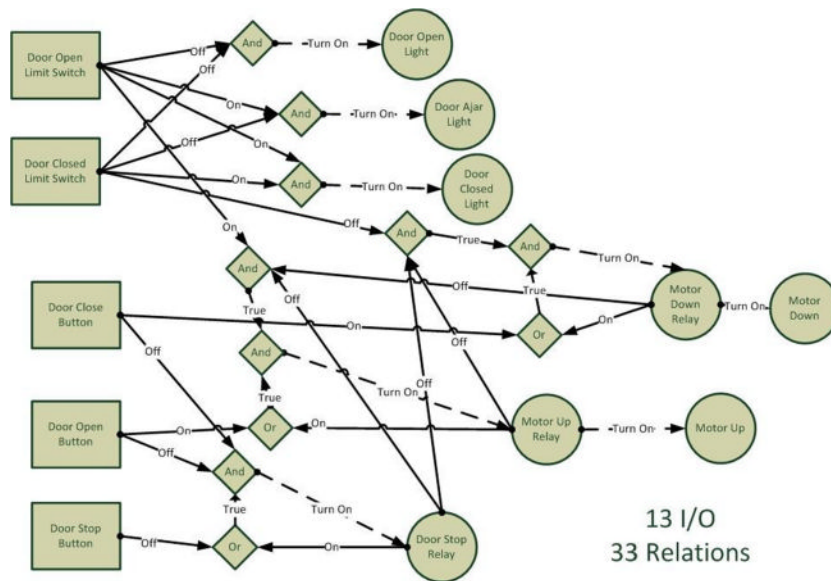 Door Open
Limit Switch
Off
And
Turn On
Door Open
Light
Off
On
And
Turn On
Door Ajar
Light
Door Closed
Limit Switch
Off
On
On
And
Turn On
Door
Closed
Light
On
Off
And
True
And
Turn On
And
Off
True
Motor
Down
Relay
Turn On
Motor
Down
Door Close
Button
True
On
Or
On
Off
And
Off
Off
True
Turn On
Door Open
Button
On
Or
On
Motor Up
Relay
Turn On
Motor Up
Off
And
True
Turn On
Door Stop
Button
Off
Or
On
Door Stop
Relay
13 I/O
33 Relations